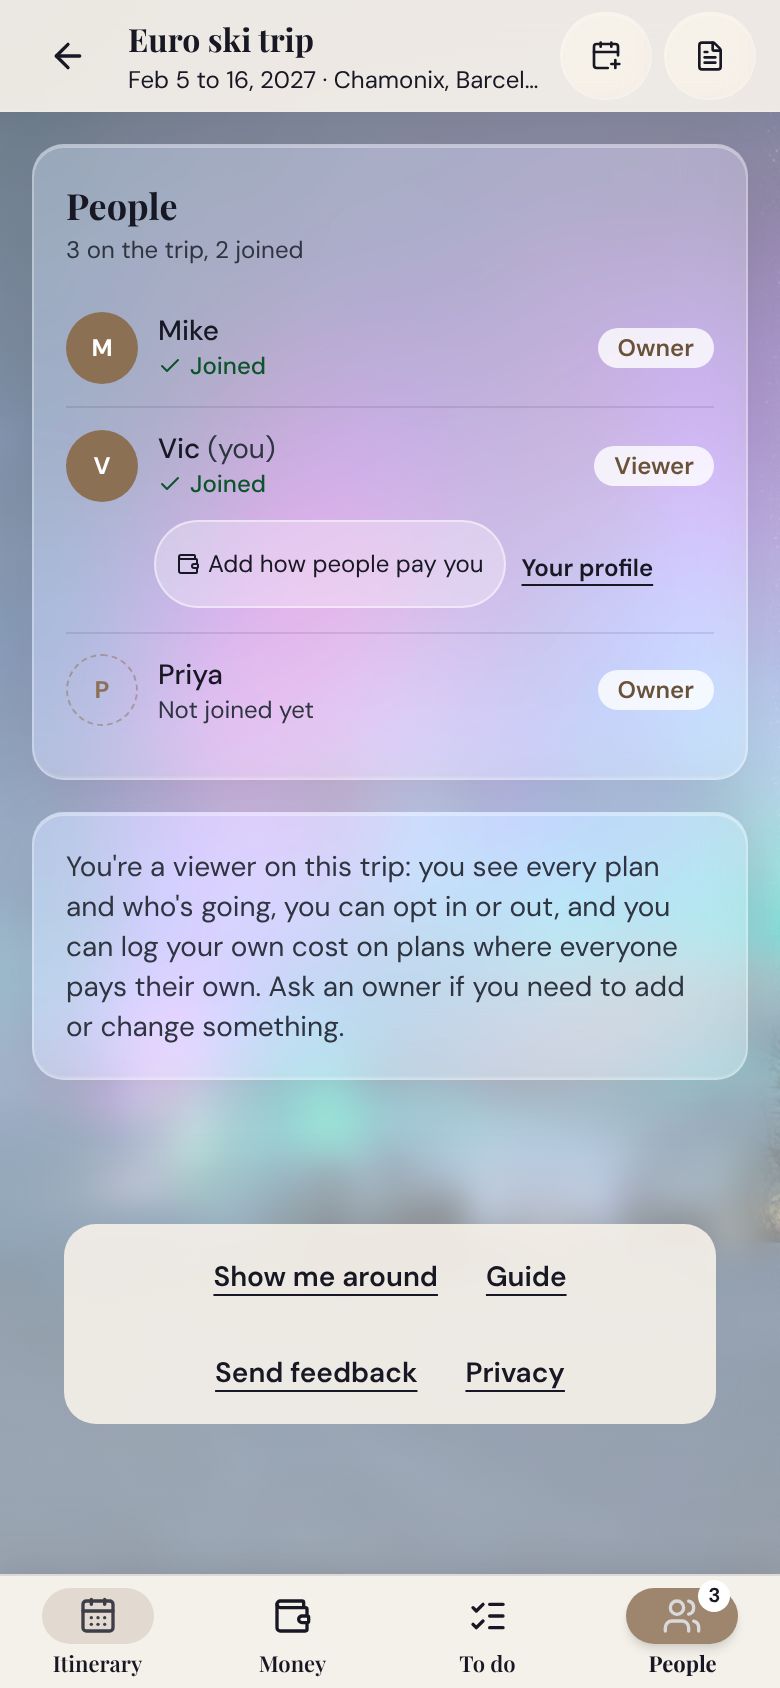 Euro ski trip
Feb 5 to 16, 2027 · Chamonix, Barcel...
People
3 on the trip, 2 joined
M
Mike
Joined
Owner
V
Vic (you)
Joined
Viewer
Add how people pay you
Your profile
P
Priya
Not joined yet
Owner
You're a viewer on this trip: you see every plan
and who's going, you can opt in or out, and you
can log your own cost on plans where everyone
pays their own. Ask an owner if you need to add
or change something.
Show me around Guide
Send feedback Privacy
3
Itinerary Money To do People